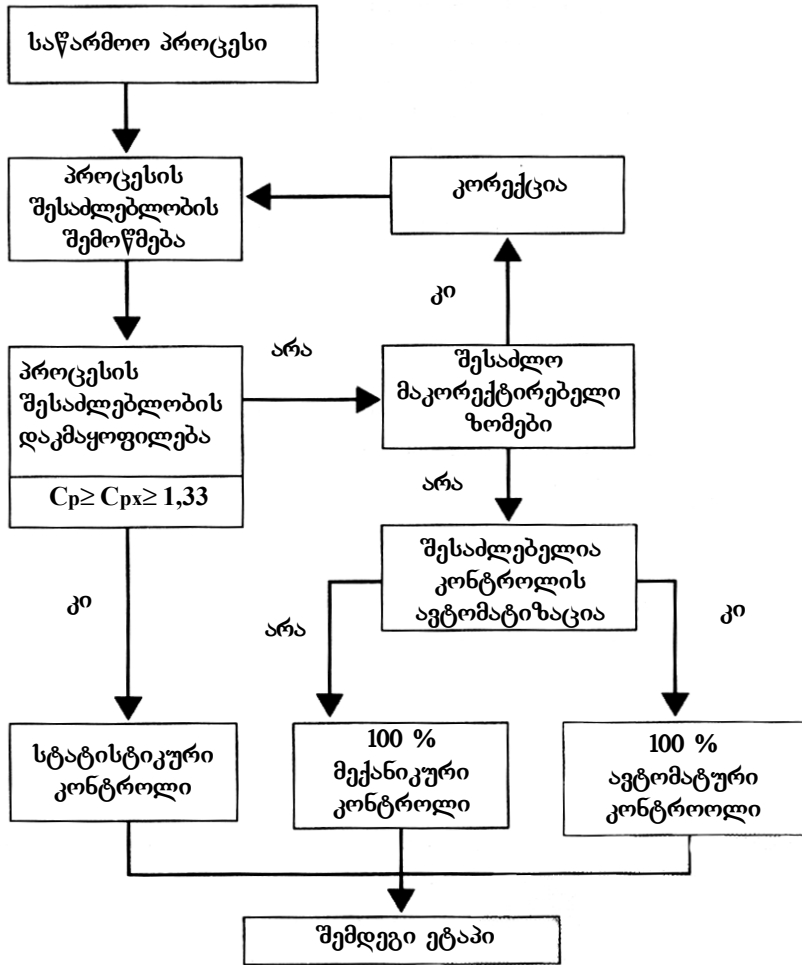 საწარმოო პროცესი
პროცესის
შესაძლებლობის
შემოწმება
კორექცია
კი
არა
პროცესის
შესაძლებლობის
დაკმაყოფილება
Cp≥ Cpx≥ 1,33
შესაძლო
მაკორექტირებელი
ზომები
არა
შესაძლებელია
კონტროლის
ავტომატიზაცია
კი
არა
კი
სტატისტიკური
კონტროლი
100 %
მექანიკური
კონტროლი
100 %
ავტომატური
კონტროოლი
შემდეგი ეტაპი